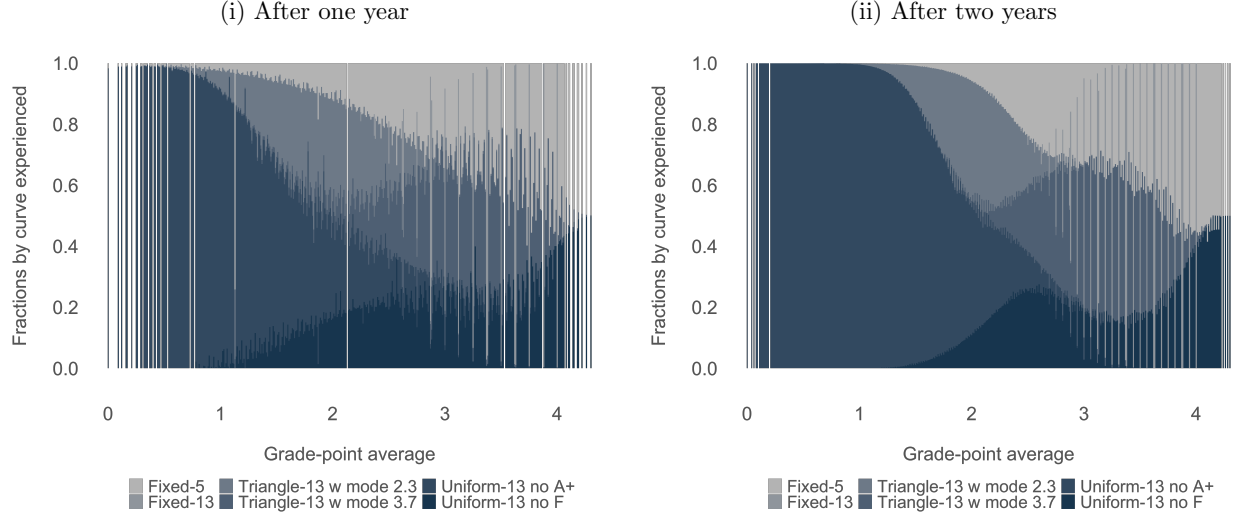 (i) After one year
Fractions by curve experienced
1.0
0.8
0.6
0.4
0.2
0.0
0 1 2 3 4
Grade-point average
Fixed-5 Triangle-13 w mode 2.3 Uniform-13 no A+
Fixed-13 Triangle-13 w mode 3.7 Uniform-13 no F
(ii) After two years
Fractions by curve experienced
1.0
0.8
0.6
0.4
0.2
0.0
0 1 2 3 4
Grade-point average
Fixed-5 Triangle-13 w mode 2.3 Uniform-13 no A+
Fixed-13 Triangle-13 w mode 3.7 Uniform-13 no F